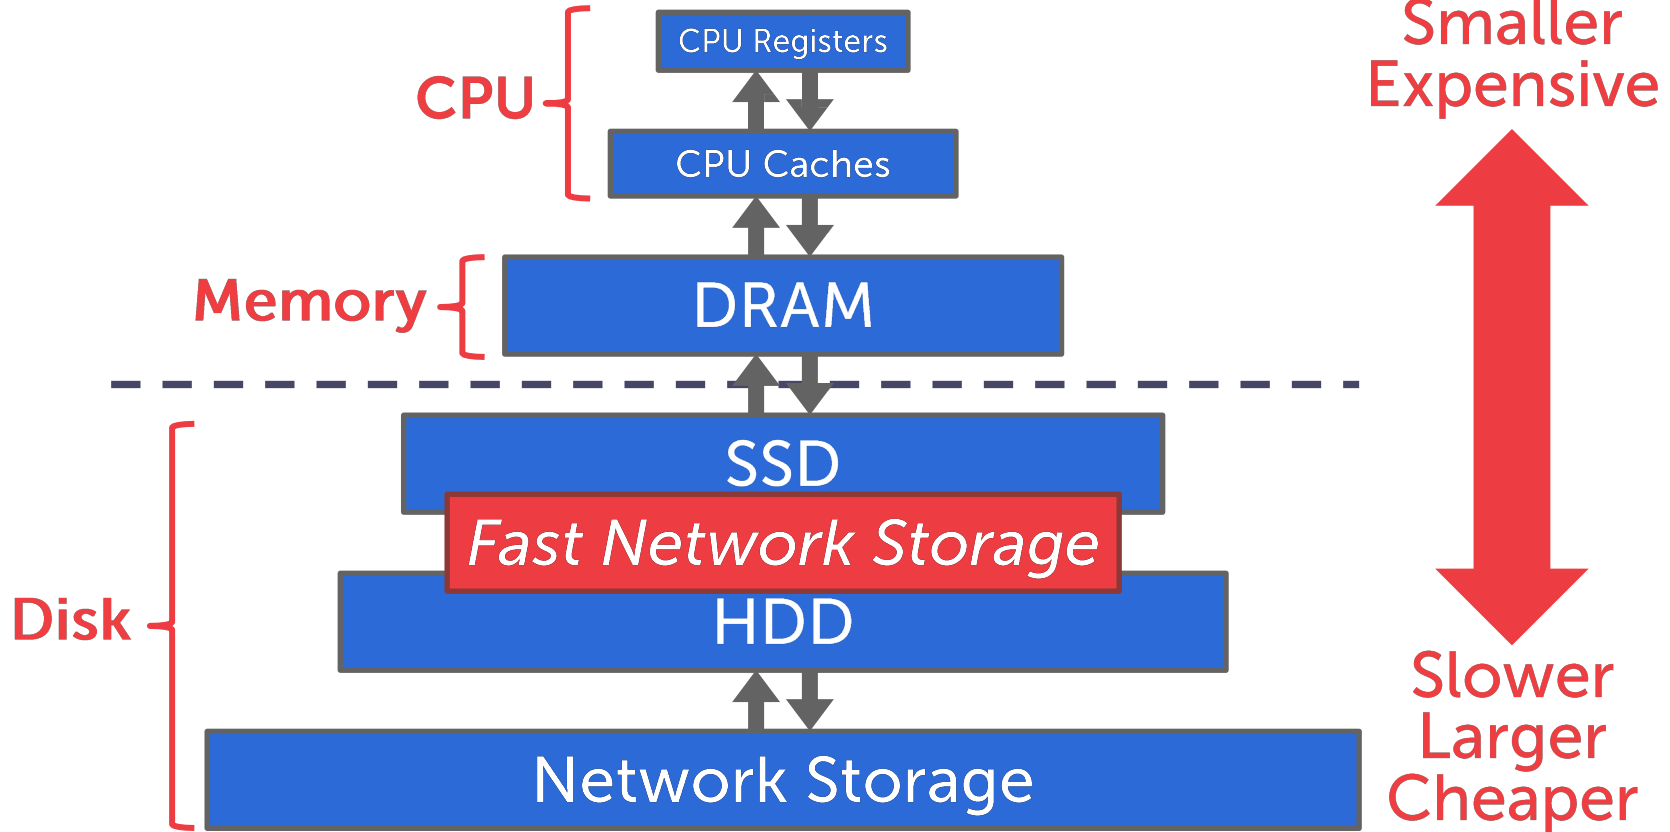 CPU Registers
CPU
CPU Caches
Memory
DRAM
SSD
Fast Network Storage
Disk
HDD
Network Storage
Smaller
Expensive
Slower
Larger
Cheaper